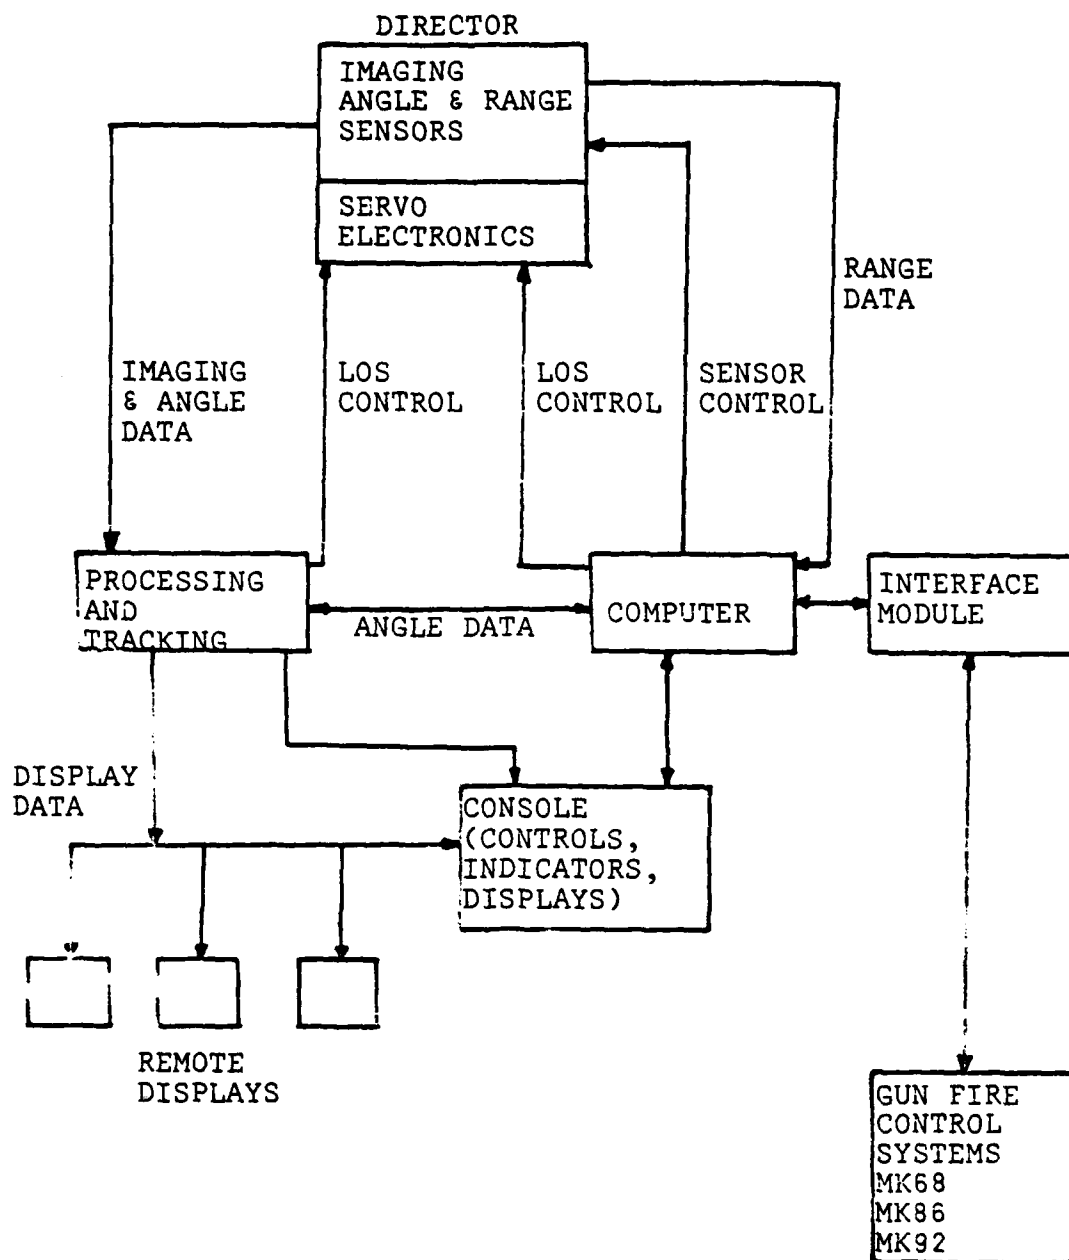 DIRECTOR
IMAGING
ANGLE & RANGE
SENSORS
SERVO
ELECTRONICS
RANGE
DATA
IMAGING
& ANGLE
DATA
LOS
CONTROL
LOS
CONTROL
SENSOR
CONTROL
PROCESSING
AND
TRACKING
ANGLE DATA
COMPUTER
INTERFACE
MODULE
DISPLAY
DATA
CONSOLE
(CONTROLS,
INDICATORS,
DISPLAYS)
REMOTE
DISPLAYS
GUN FIRE
CONTROL
SYSTEMS
MK68
MK86
MK92